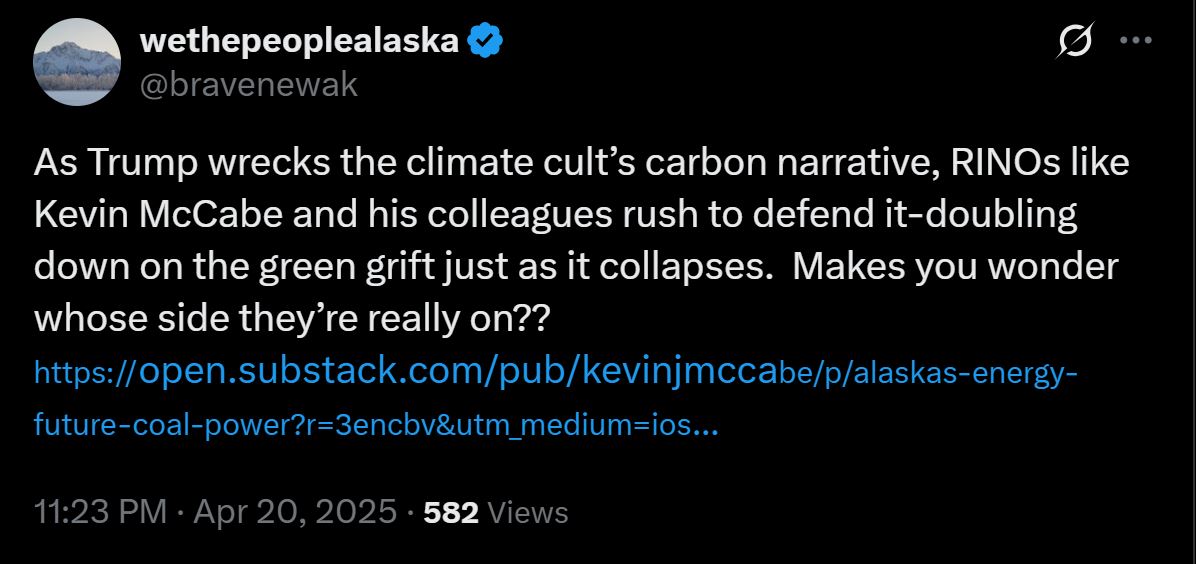 wethepeoplealaska
@bravenewak
As Trump wrecks the climate cult’s carbon narrative, RINOs like
Kevin McCabe and his colleagues rush to defend it-doubling
down on the green grift just as it collapses.  Makes you wonder
whose side they’re really on??
https://open.substack.com/pub/kevinjmccabe/p/alaskas-energy-
future-coal-power?r=3encbv&utm_medium=ios...
11:23 PM · Apr 20, 2025 · 582 Views